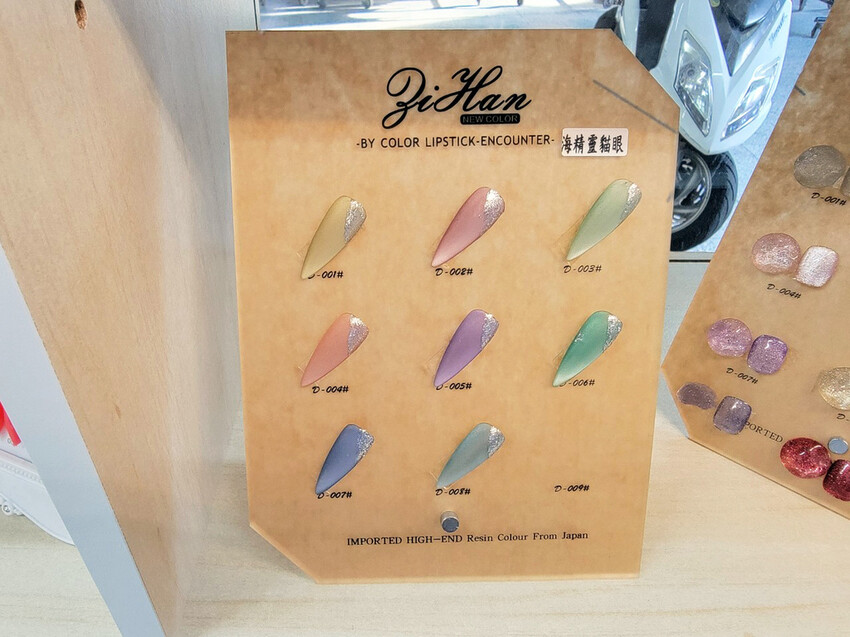 ZiHan
NEW COLOR
-BY COLOR LIPSTICK-ENCOUNTER-
海精靈貓眼
D-001#
D-002#
D-003#
D-004#
D-005#
D-006#
D-007#
D-008#
D-009#
IMPORTED HIGH-END Resin Colour From Japan
D-001#
D-004#
D-007#